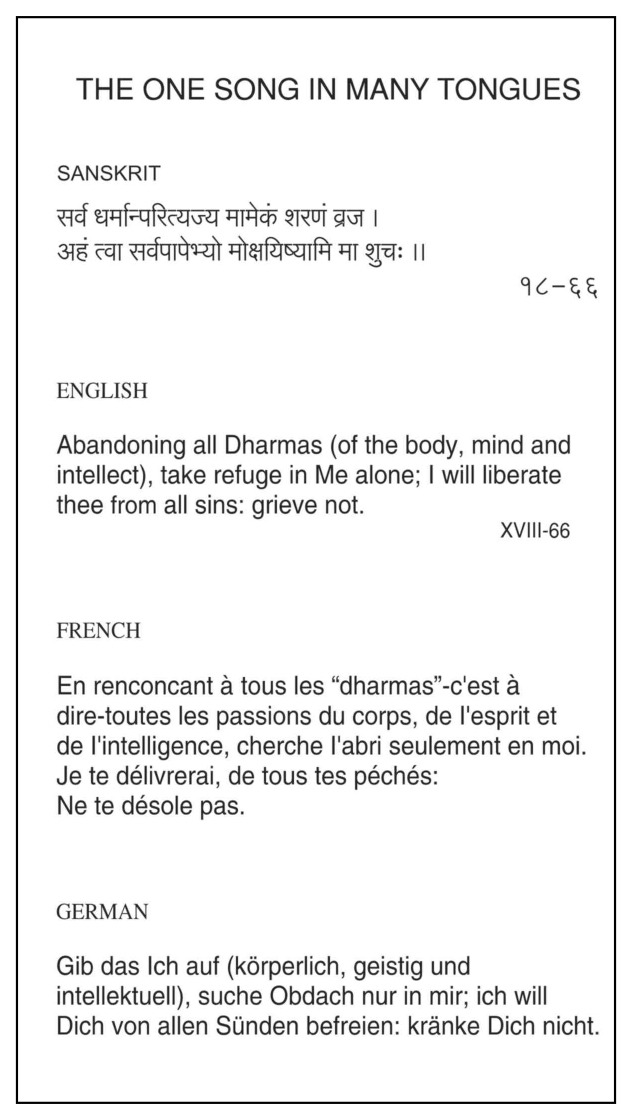 THE ONE SONG IN MANY TONGUES
SANSKRIT
सर्व धर्मान्परित्यज्य मामेकं शरणं व्रज ।
अहं त्वा सर्वपापेभ्यो मोक्षयिष्यामि मा शुचः ॥
१८–६६
ENGLISH
Abandoning all Dharmas (of the body, mind and
intellect), take refuge in Me alone; I will liberate
thee from all sins: grieve not.
XVIII-66
FRENCH
En renconcant à tous les “dharmas”-c'est à
dire-toutes les passions du corps, de l'esprit et
de l'intelligence, cherche l'abri seulement en moi.
Je te délivrerai, de tous tes péchés:
Ne te désole pas.
GERMAN
Gib das Ich auf (körperlich, geistig und
intellektuell), suche Obdach nur in mir; ich will
Dich von allen Sünden befreien: kränke Dich nicht.